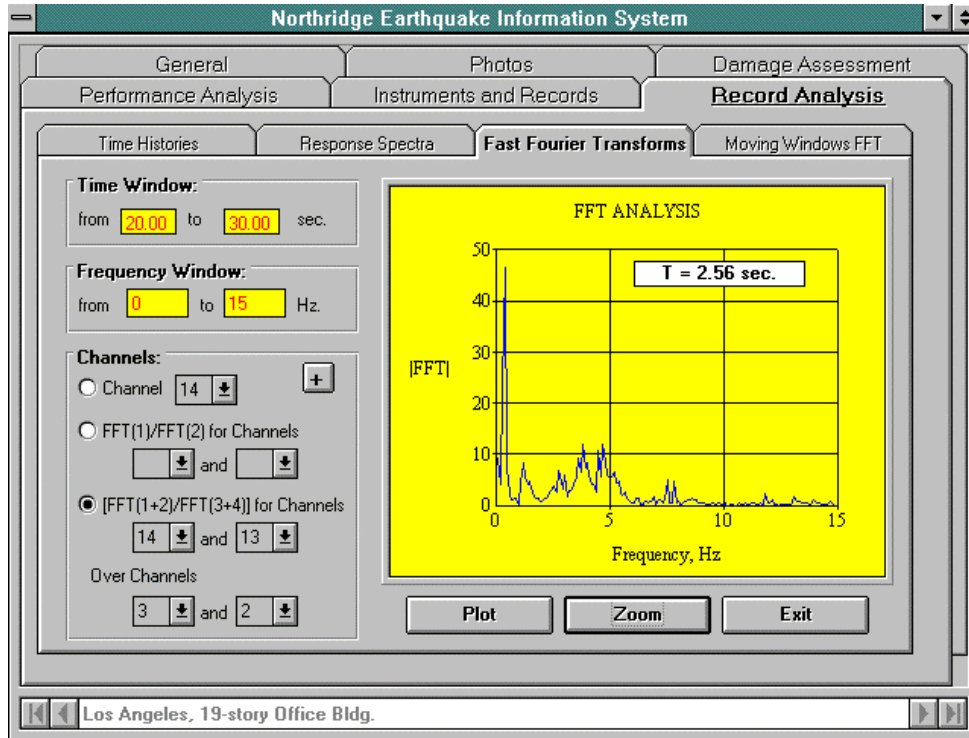 Northridge Earthquake Information System
General Photos Damage Assessment
Performance Analysis Instruments and Records Record Analysis
Time Histories Response Spectra Fast Fourier Transforms Moving Windows FFT
Time Window:
from 20.00 to 30.00 sec.
Frequency Window:
from 0 to 15 Hz.
Channels:
Channel 14 +
FFT(1)/FFT(2) for Channels
and
[FFT(1+2)/FFT(3+4)] for Channels
14 and 13
Over Channels
3 and 2
FFT ANALYSIS
T = 2.56 sec.
50
40
30
20
10
0
|FFT|
0 5 10 15
Frequency, Hz
Plot Zoom Exit
Los Angeles, 19-story Office Bldg.